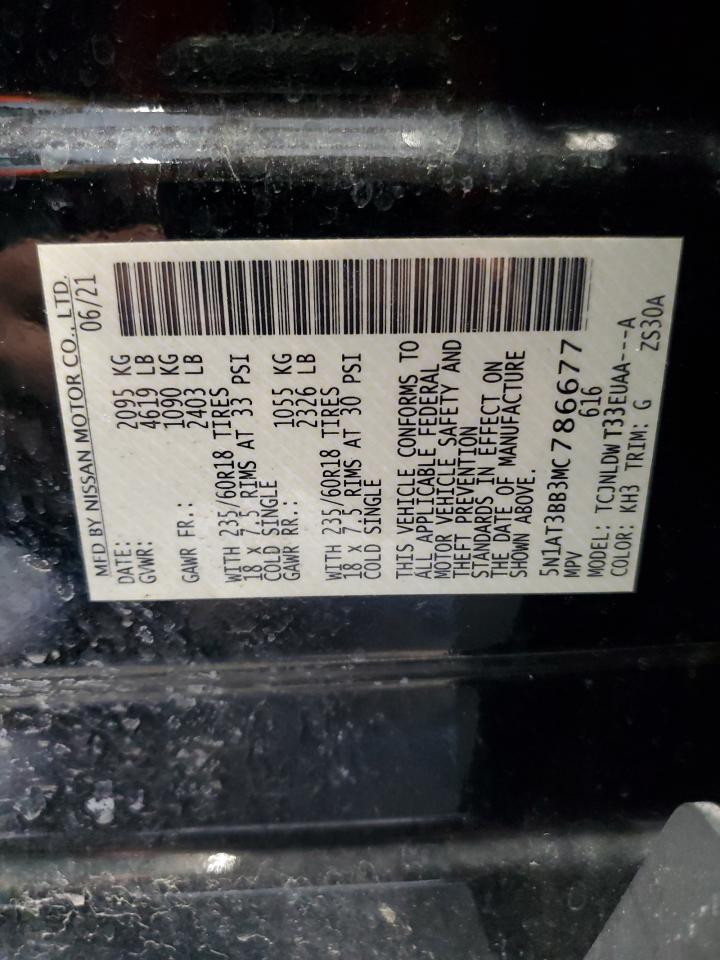 MFD BY NISSAN MOTOR CO., LTD.
DATE: 06/21
GVWR: 2095 KG
4619 LB
GAWR FR.: 1090 KG
2403 LB
WITH 235/60R18 TIRES
18 x 7.5 RIMS AT 33 PSI
COLD SINGLE
GAWR RR.: 1055 KG
2326 LB
WITH 235/60R18 TIRES
18 x 7.5 RIMS AT 30 PSI
COLD SINGLE
THIS VEHICLE CONFORMS TO
ALL APPLICABLE FEDERAL
MOTOR VEHICLE SAFETY AND
THEFT PREVENTION
STANDARDS IN EFFECT ON
THE DATE OF MANUFACTURE
SHOWN ABOVE.
5N1AT3BB3MC786677
MPV 616
MODEL: TCJNLDWT33EUAA---A
COLOR: KH3 TRIM: G ZS30A